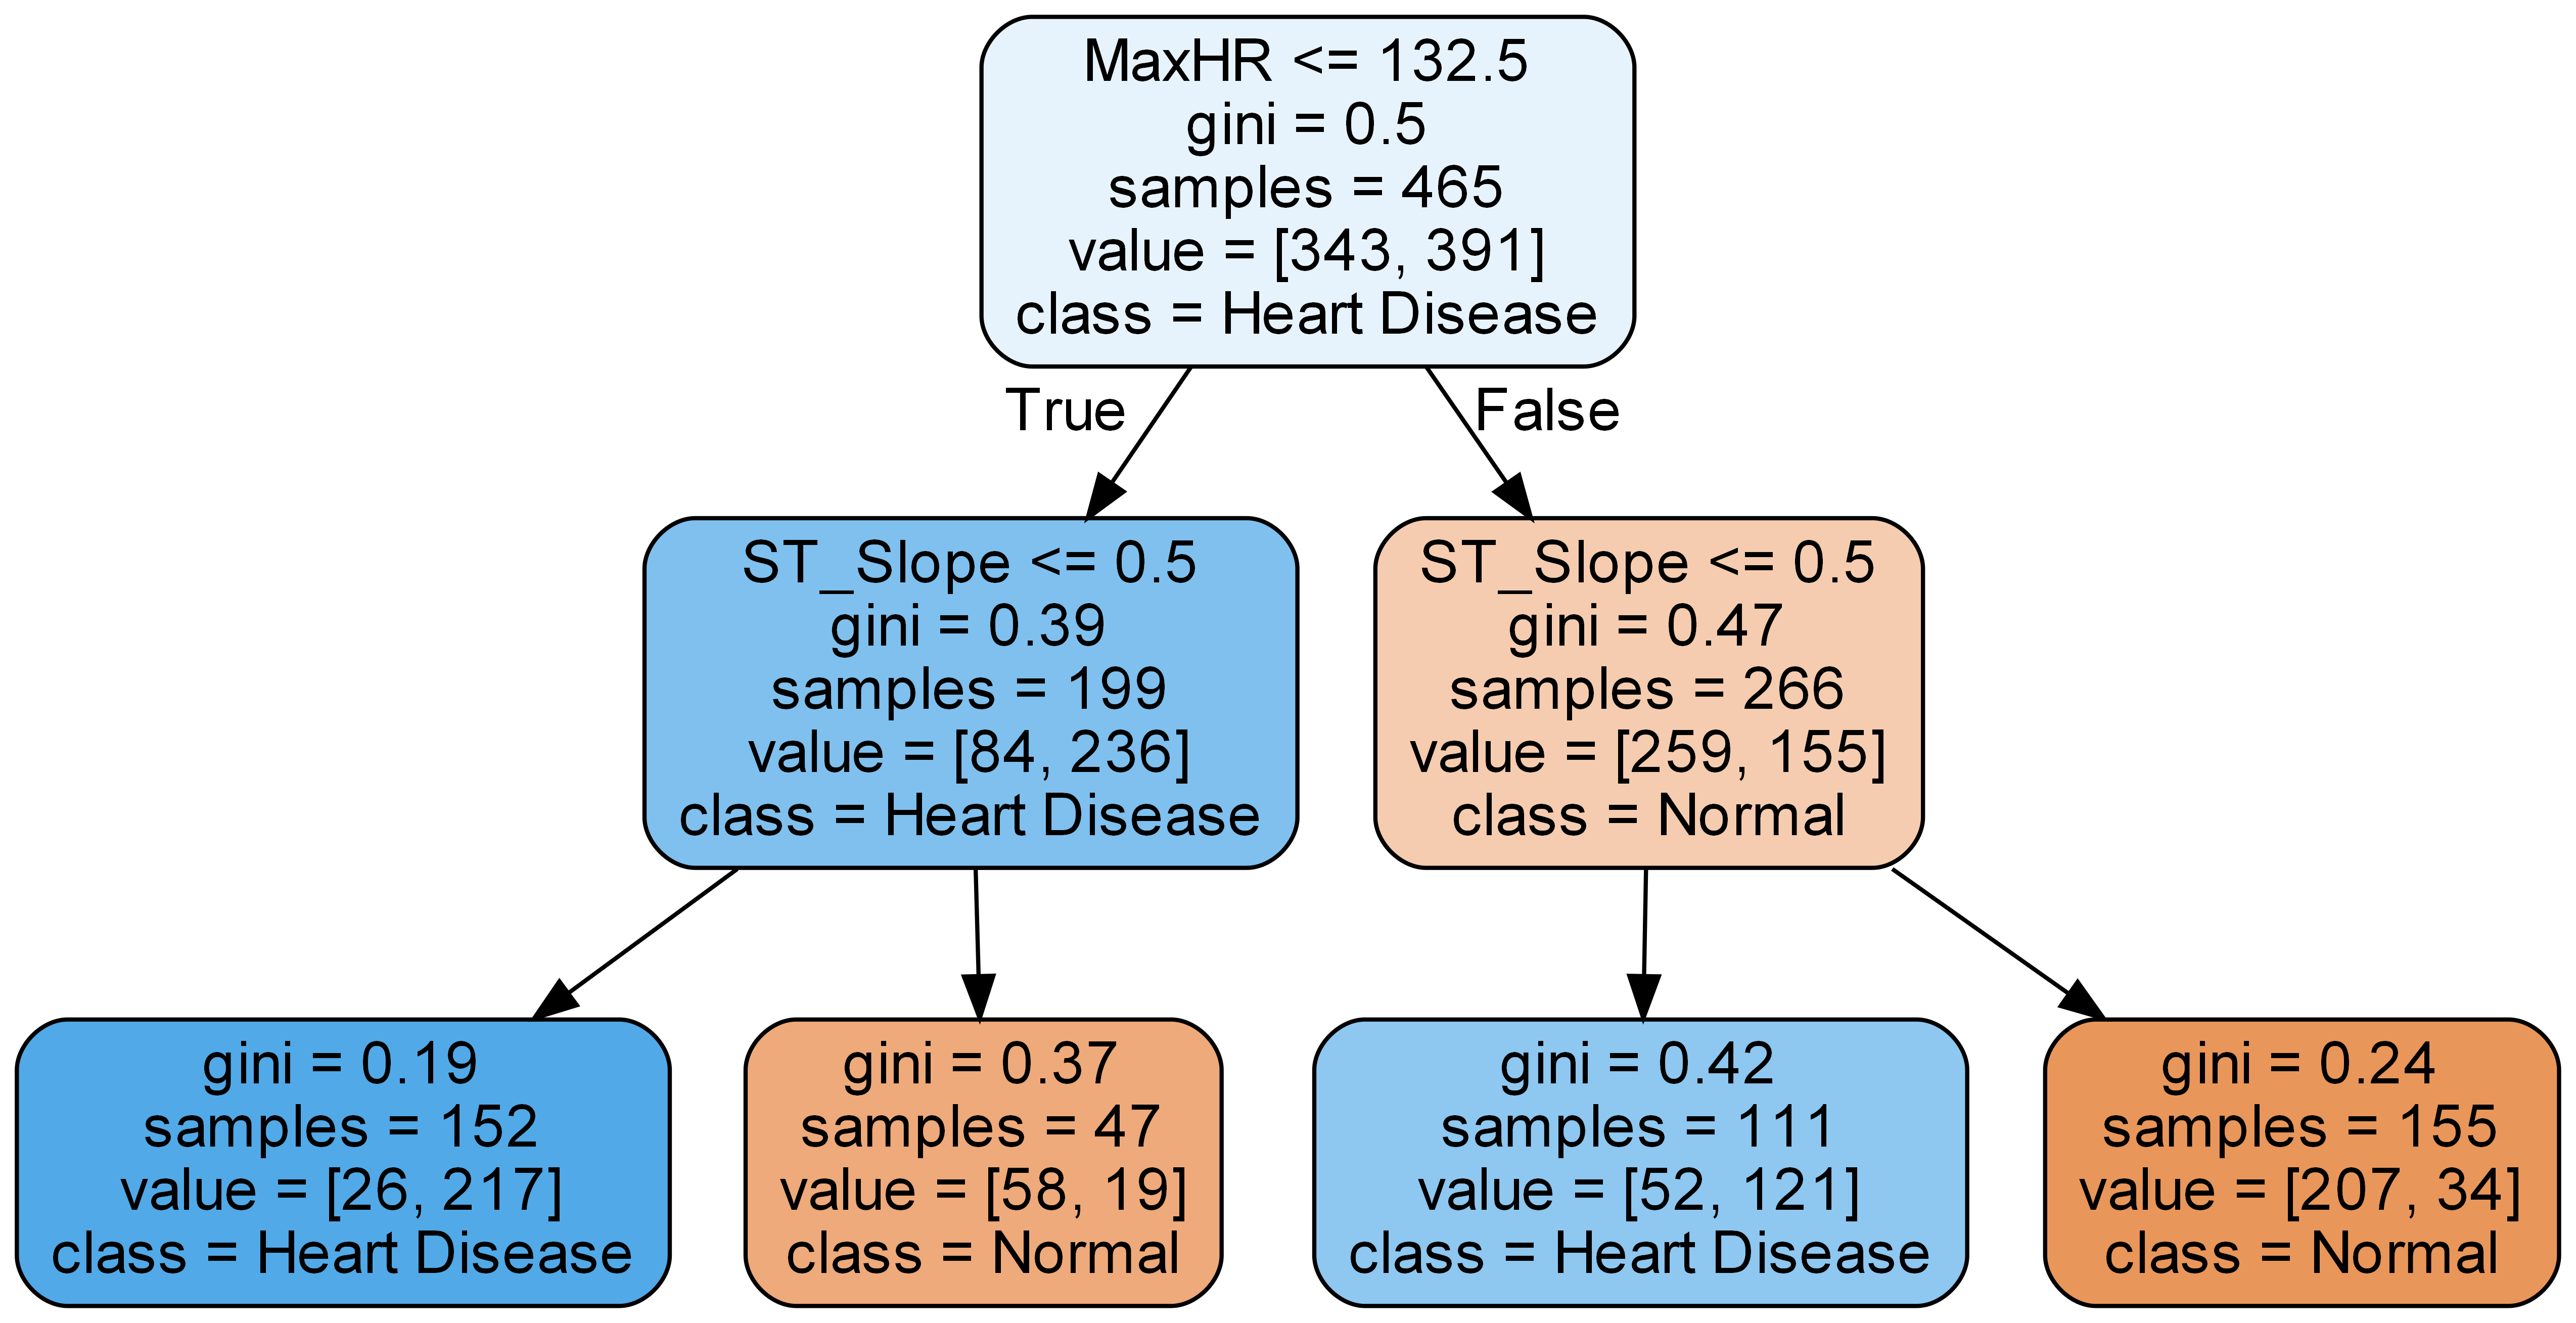 MaxHR <= 132.5
gini = 0.5
samples = 465
value = [343, 391]
class = Heart Disease
True
False
ST_Slope <= 0.5
gini = 0.39
samples = 199
value = [84, 236]
class = Heart Disease
ST_Slope <= 0.5
gini = 0.47
samples = 266
value = [259, 155]
class = Normal
gini = 0.19
samples = 152
value = [26, 217]
class = Heart Disease
gini = 0.37
samples = 47
value = [58, 19]
class = Normal
gini = 0.42
samples = 111
value = [52, 121]
class = Heart Disease
gini = 0.24
samples = 155
value = [207, 34]
class = Normal